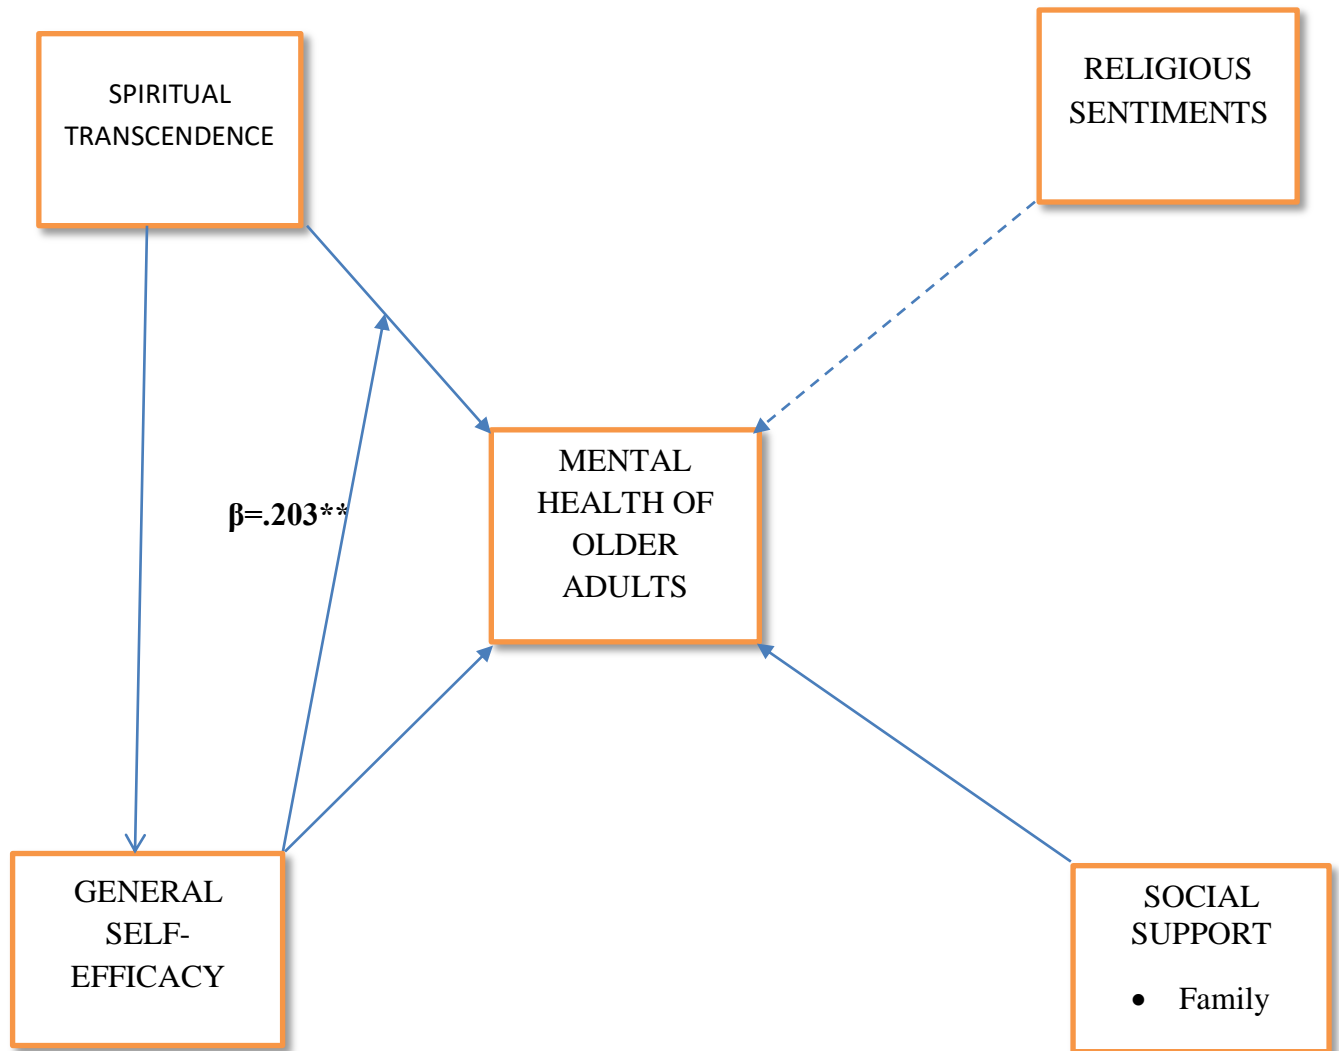 SPIRITUAL
TRANSCENDENCE
RELIGIOUS
SENTIMENTS
MENTAL
HEALTH OF
OLDER
ADULTS
β=.203**
GENERAL
SELF-
EFFICACY
SOCIAL
SUPPORT
• Family